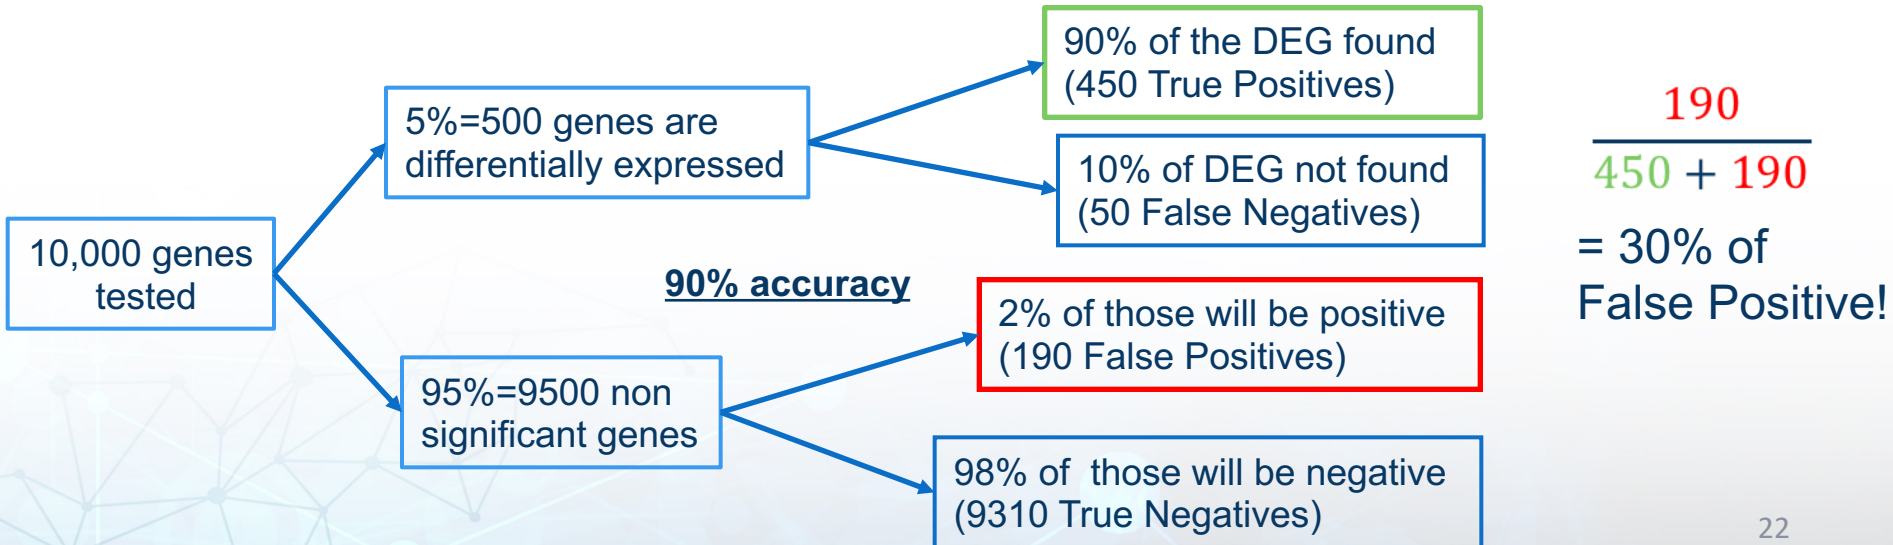 10,000 genes
tested
5%=500 genes are
differentially expressed
90% of the DEG found
(450 True Positives)
10% of DEG not found
(50 False Negatives)
90% accuracy
95%=9500 non
significant genes
2% of those will be positive
(190 False Positives)
98% of  those will be negative
(9310 True Negatives)
190
450 + 190
= 30% of
False Positive!
22